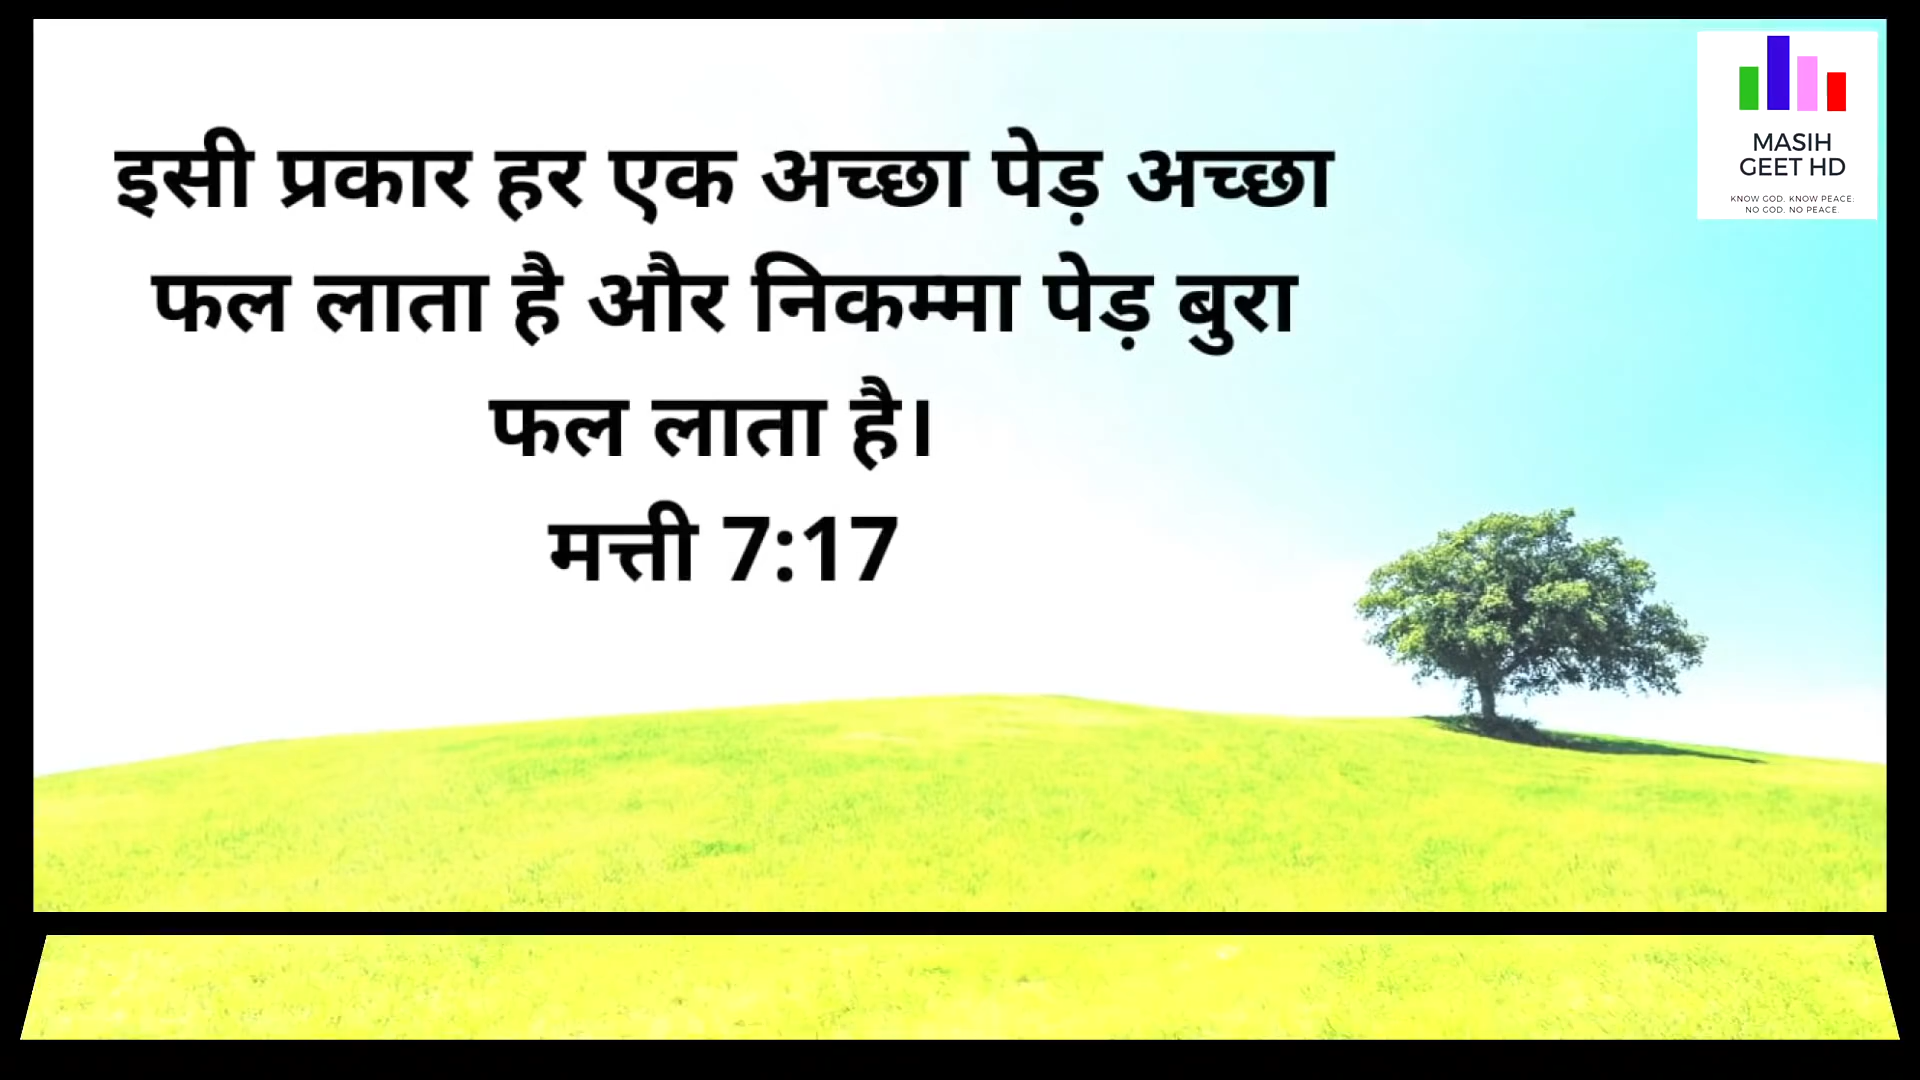 इसी प्रकार हर एक अच्छा पेड़ अच्छा
फल लाता है और निकम्मा पेड़ बुरा
फल लाता है।
मत्ती 7:17
MASIH
GEET HD
KNOW GOD, KNOW PEACE;
NO GOD, NO PEACE.